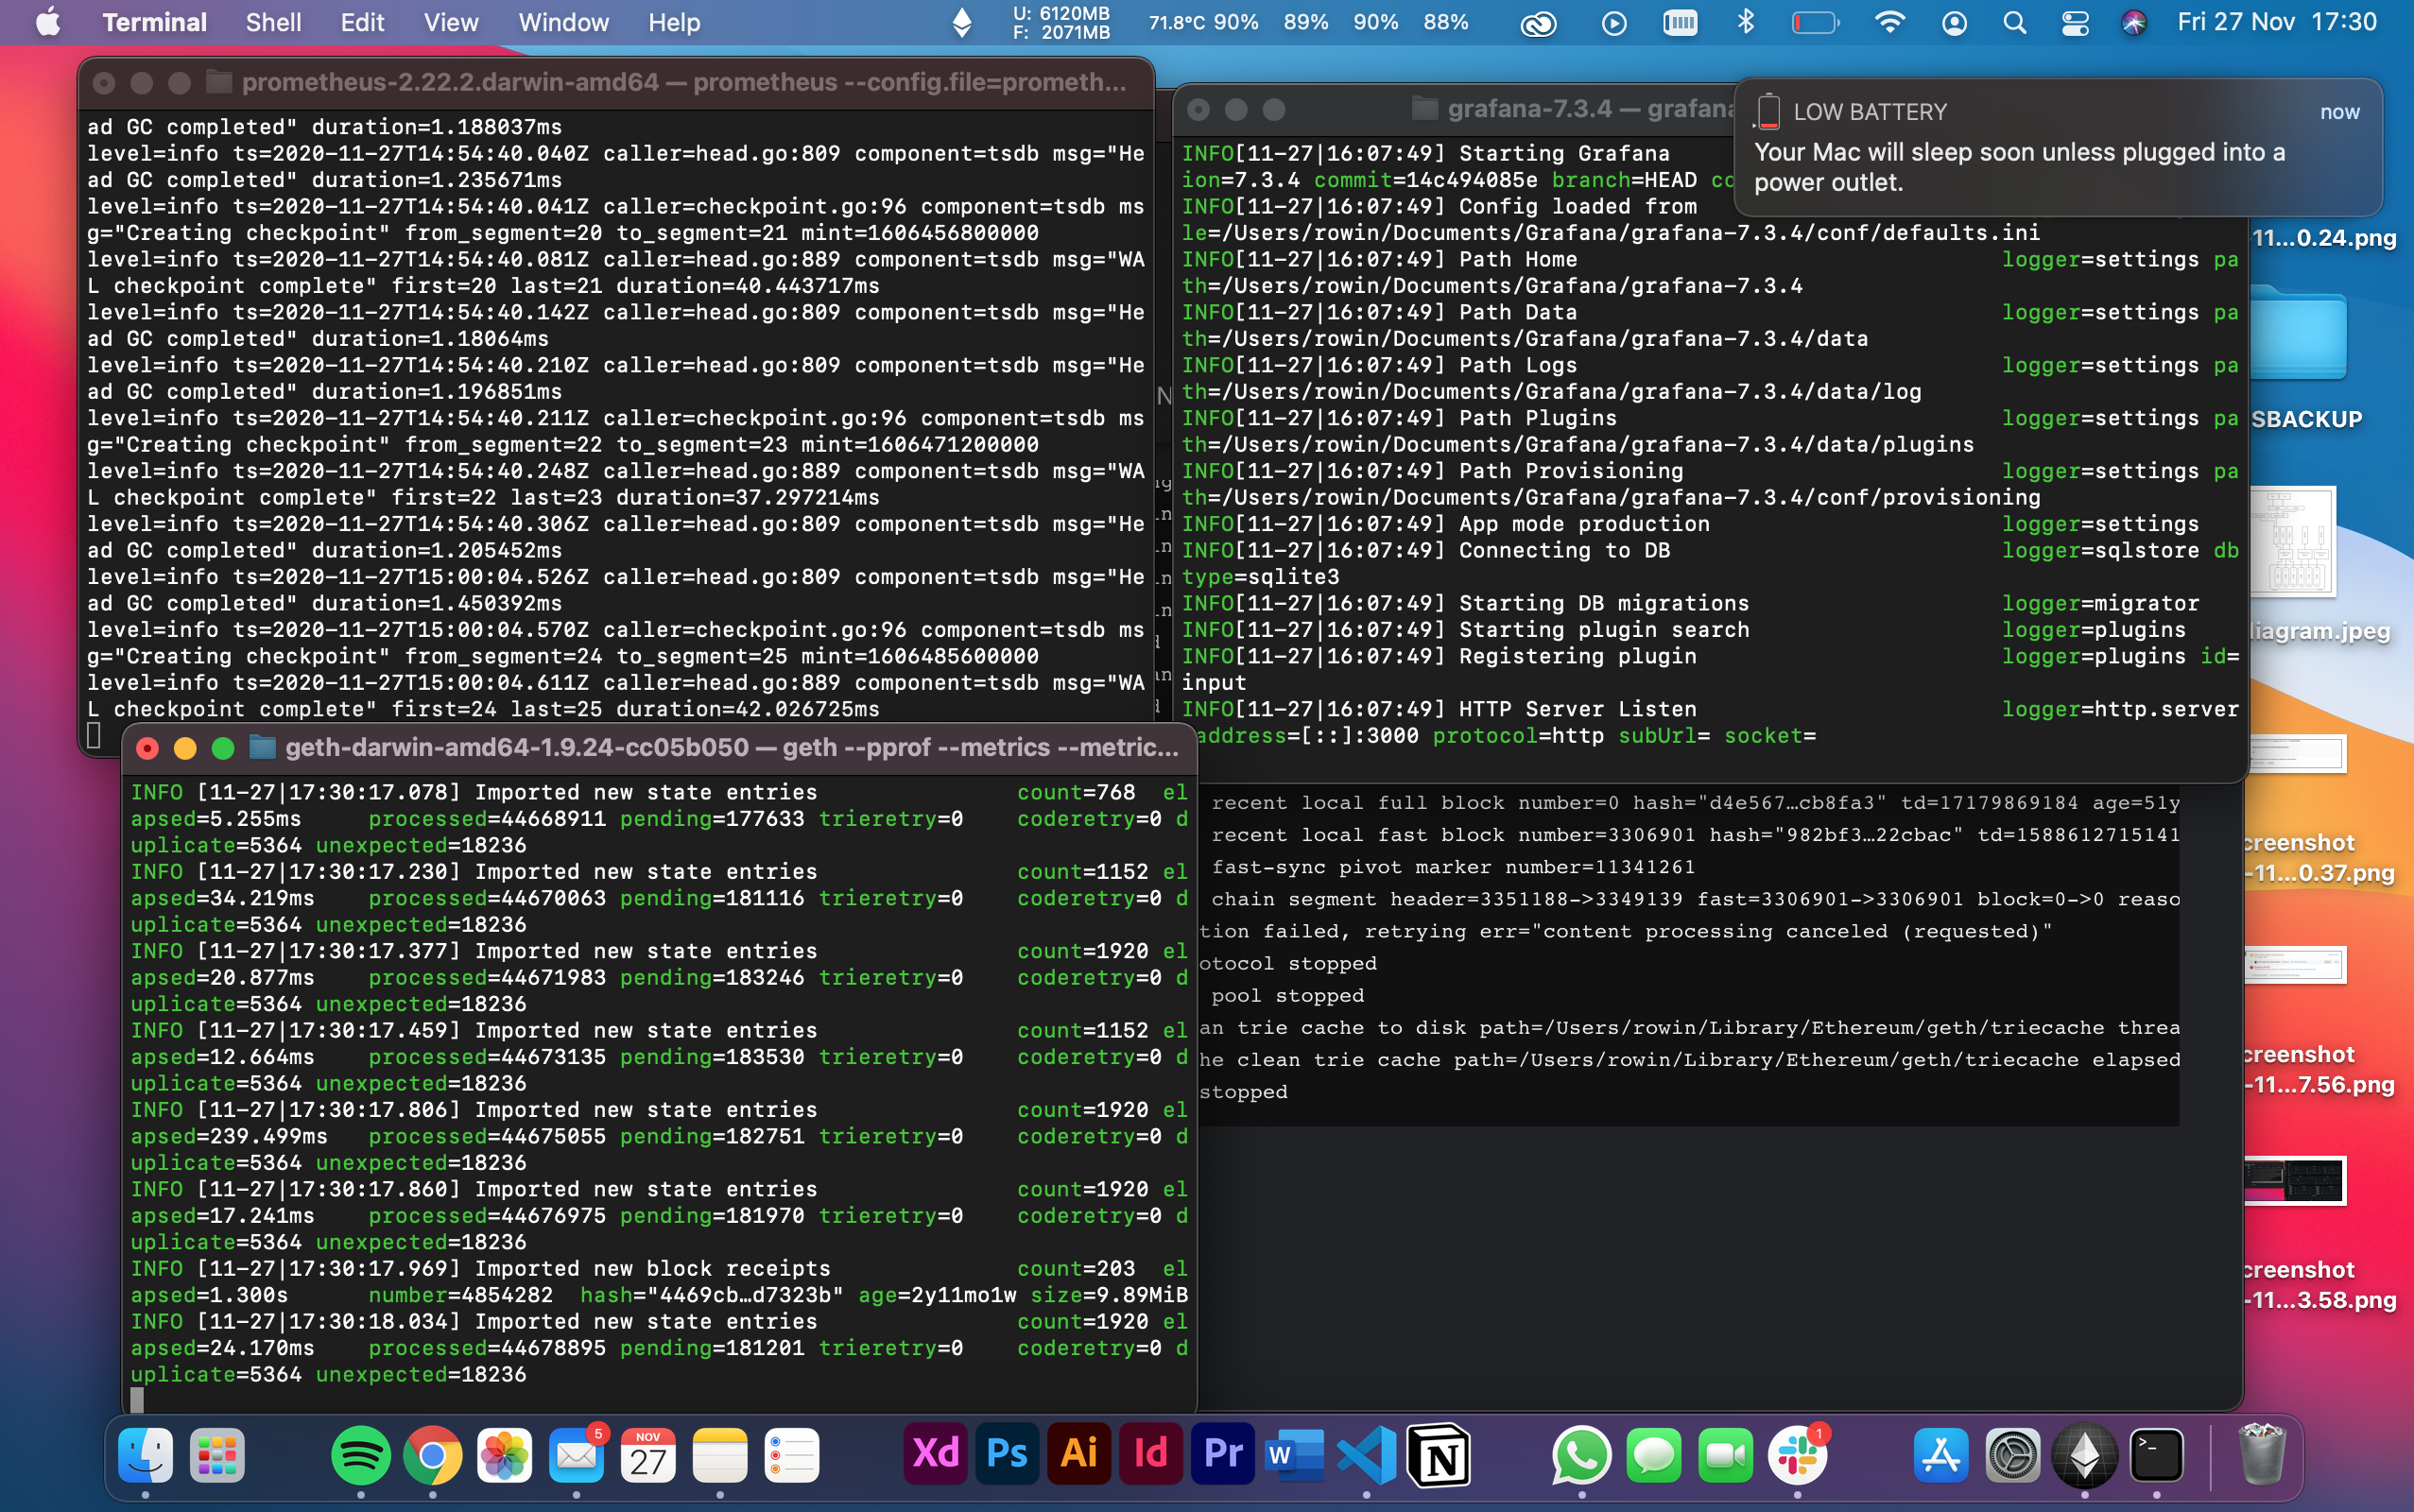 Terminal Shell Edit View Window Help
U: 6120MB
F: 2071MB
71.8°C 90% 89% 90% 88%
Fri 27 Nov 17:30
prometheus-2.22.2.darwin-amd64 — prometheus --config.file=prometh...
ad GC completed" duration=1.188037ms
level=info ts=2020-11-27T14:54:40.040Z caller=head.go:809 component=tsdb msg="He
ad GC completed" duration=1.235671ms
level=info ts=2020-11-27T14:54:40.041Z caller=checkpoint.go:96 component=tsdb ms
g="Creating checkpoint" from_segment=20 to_segment=21 mint=1606456800000
level=info ts=2020-11-27T14:54:40.081Z caller=head.go:889 component=tsdb msg="WA
L checkpoint complete" first=20 last=21 duration=40.443717ms
level=info ts=2020-11-27T14:54:40.142Z caller=head.go:809 component=tsdb msg="He
ad GC completed" duration=1.18064ms
level=info ts=2020-11-27T14:54:40.210Z caller=head.go:809 component=tsdb msg="He
ad GC completed" duration=1.196851ms
level=info ts=2020-11-27T14:54:40.211Z caller=checkpoint.go:96 component=tsdb ms
g="Creating checkpoint" from_segment=22 to_segment=23 mint=1606471200000
level=info ts=2020-11-27T14:54:40.248Z caller=head.go:889 component=tsdb msg="WA
L checkpoint complete" first=22 last=23 duration=37.297214ms
level=info ts=2020-11-27T14:54:40.306Z caller=head.go:809 component=tsdb msg="He
ad GC completed" duration=1.205452ms
level=info ts=2020-11-27T15:00:04.526Z caller=head.go:809 component=tsdb msg="He
ad GC completed" duration=1.450392ms
level=info ts=2020-11-27T15:00:04.570Z caller=checkpoint.go:96 component=tsdb ms
g="Creating checkpoint" from_segment=24 to_segment=25 mint=1606485600000
level=info ts=2020-11-27T15:00:04.611Z caller=head.go:889 component=tsdb msg="WA
L checkpoint complete" first=24 last=25 duration=42.026725ms
grafana-7.3.4 — grafana
INFO[11-27|16:07:49] Starting Grafana
ion=7.3.4 commit=14c494085e branch=HEAD co
INFO[11-27|16:07:49] Config loaded from
le=/Users/rowin/Documents/Grafana/grafana-7.3.4/conf/defaults.ini
INFO[11-27|16:07:49] Path Home logger=settings pa
th=/Users/rowin/Documents/Grafana/grafana-7.3.4
INFO[11-27|16:07:49] Path Data logger=settings pa
th=/Users/rowin/Documents/Grafana/grafana-7.3.4/data
INFO[11-27|16:07:49] Path Logs logger=settings pa
th=/Users/rowin/Documents/Grafana/grafana-7.3.4/data/log
INFO[11-27|16:07:49] Path Plugins logger=settings pa
th=/Users/rowin/Documents/Grafana/grafana-7.3.4/data/plugins
INFO[11-27|16:07:49] Path Provisioning logger=settings pa
th=/Users/rowin/Documents/Grafana/grafana-7.3.4/conf/provisioning
INFO[11-27|16:07:49] App mode production logger=settings
INFO[11-27|16:07:49] Connecting to DB logger=sqlstore db
type=sqlite3
INFO[11-27|16:07:49] Starting DB migrations logger=migrator
INFO[11-27|16:07:49] Starting plugin search logger=plugins
INFO[11-27|16:07:49] Registering plugin logger=plugins id=
input
INFO[11-27|16:07:49] HTTP Server Listen logger=http.server
address=[::]:3000 protocol=http subUrl= socket=
LOW BATTERY now
Your Mac will sleep soon unless plugged into a
power outlet.
11...0.24.png
SBACKUP
iagram.jpeg
creenshot
-11...0.37.png
creenshot
-11...7.56.png
creenshot
-11...3.58.png
geth-darwin-amd64-1.9.24-cc05b050 — geth --pprof --metrics --metric...
INFO [11-27|17:30:17.078] Imported new state entries count=768 el
apsed=5.255ms processed=44668911 pending=177633 trieretry=0 coderetry=0 d
uplicate=5364 unexpected=18236
INFO [11-27|17:30:17.230] Imported new state entries count=1152 el
apsed=34.219ms processed=44670063 pending=181116 trieretry=0 coderetry=0 d
uplicate=5364 unexpected=18236
INFO [11-27|17:30:17.377] Imported new state entries count=1920 el
apsed=20.877ms processed=44671983 pending=183246 trieretry=0 coderetry=0 d
uplicate=5364 unexpected=18236
INFO [11-27|17:30:17.459] Imported new state entries count=1152 el
apsed=12.664ms processed=44673135 pending=183530 trieretry=0 coderetry=0 d
uplicate=5364 unexpected=18236
INFO [11-27|17:30:17.806] Imported new state entries count=1920 el
apsed=239.499ms processed=44675055 pending=182751 trieretry=0 coderetry=0 d
uplicate=5364 unexpected=18236
INFO [11-27|17:30:17.860] Imported new state entries count=1920 el
apsed=17.241ms processed=44676975 pending=181970 trieretry=0 coderetry=0 d
uplicate=5364 unexpected=18236
INFO [11-27|17:30:17.969] Imported new block receipts count=203 el
apsed=1.300s number=4854282 hash="4469cb…d7323b" age=2y11mo1w size=9.89MiB
INFO [11-27|17:30:18.034] Imported new state entries count=1920 el
apsed=24.170ms processed=44678895 pending=181201 trieretry=0 coderetry=0 d
uplicate=5364 unexpected=18236
recent local full block number=0 hash="d4e567…cb8fa3" td=17179869184 age=51y
recent local fast block number=3306901 hash="982bf3…22cbac" td=1588612715141
fast-sync pivot marker number=11341261
chain segment header=3351188->3349139 fast=3306901->3306901 block=0->0 reaso
tion failed, retrying err="content processing canceled (requested)"
otocol stopped
pool stopped
an trie cache to disk path=/Users/rowin/Library/Ethereum/geth/triecache threa
he clean trie cache path=/Users/rowin/Library/Ethereum/geth/triecache elapsed
stopped
5
NOV
27
Xd Ps Ai Id Pr W N
1